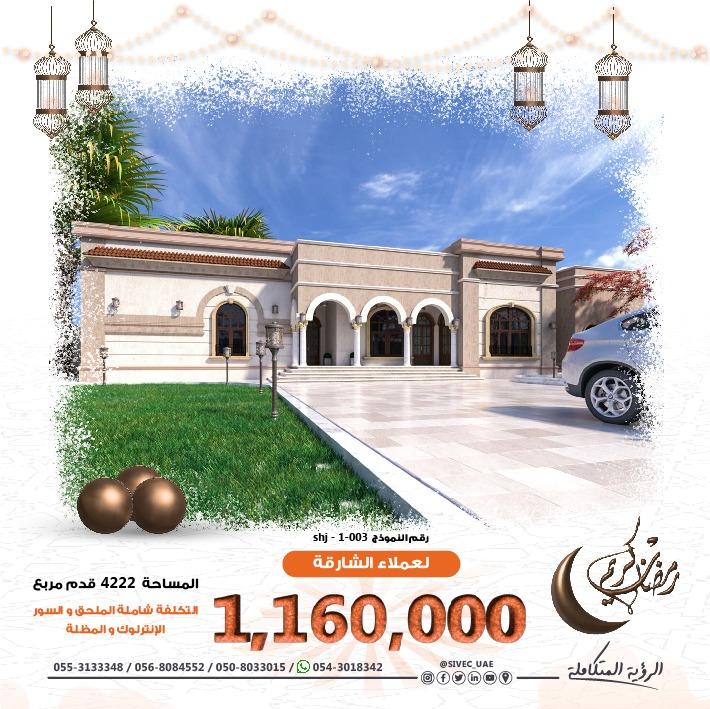 رقم النموذج shj - 1-003
لعملاء الشارقة
المساحة 4222 قدم مربع
التكلفة شاملة الملحق و السور
الإنترلوك و المظلة
1,160,000
رمضان كريم
055-3133348 / 056-8084552 / 050-8033015 / 054-3018342
@SIVEC_UAE
الرؤية المتكاملة